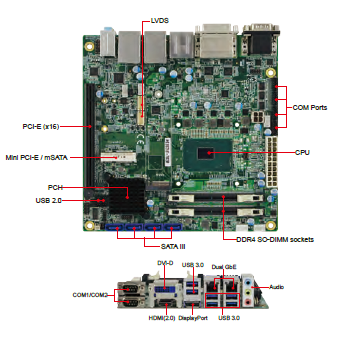 LVDS
PCI-E (x16)
COM Ports
Mini PCI-E / mSATA
CPU
PCH
USB 2.0
DDR4 SO-DIMM sockets
SATA III
DVI-D
USB 3.0
Dual GbE
COM1/COM2
Audio
HDMI(2.0)
DisplayPort
USB 3.0